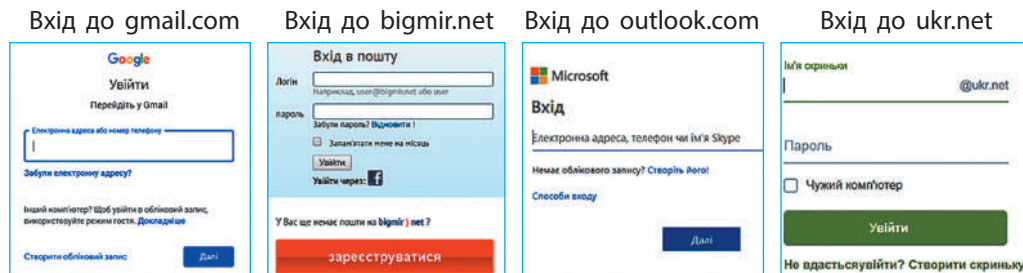 Вхід до gmail.com
Google
Увійти
Перейдіть у Gmail
Електронна адреса або номер телефону
Забули електронну адресу?
Інший комп'ютер? Щоб увійти в обліковий запис,
використовуйте режим гостя. Докладніше
Створити обліковий запис
Далі
Вхід до bigmir.net
Вхід в пошту
Логін
Наприклад, user@bigmir.net або user
пароль
Забули пароль? Відновити !
Запам'ятати мене на місяць
Увійти
Увійти через: f
У Вас ще немає пошти на bigmir)net ?
зареєструватися
Вхід до outlook.com
Microsoft
Вхід
Електронна адреса, телефон чи ім'я Skype
Немає облікового запису? Створіть його!
Способи входу
Далі
Вхід до ukr.net
Ім'я скриньки
@ukr.net
Пароль
Чужий комп'ютер
Увійти
Не вдастьсяувійти? Створити скриньку